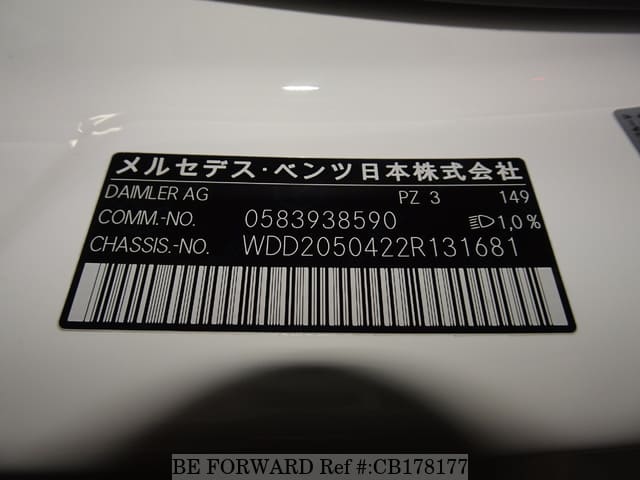 メルセデス・ベンツ日本株式会社
DAIMLER AG PZ 3 149
COMM.-NO. 0583938590 1,0%
CHASSIS.-NO. WDD2050422R131681
BE FORWARD Ref #:CB178177